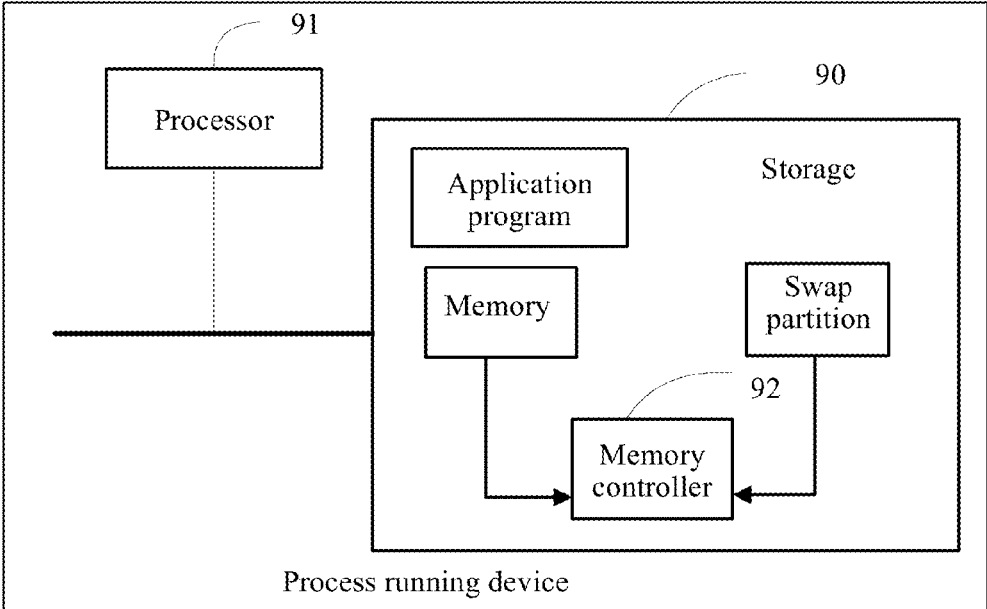 91
Processor
90
Storage
Application
program
Memory
Swap
partition
92
Memory
controller
Process running device